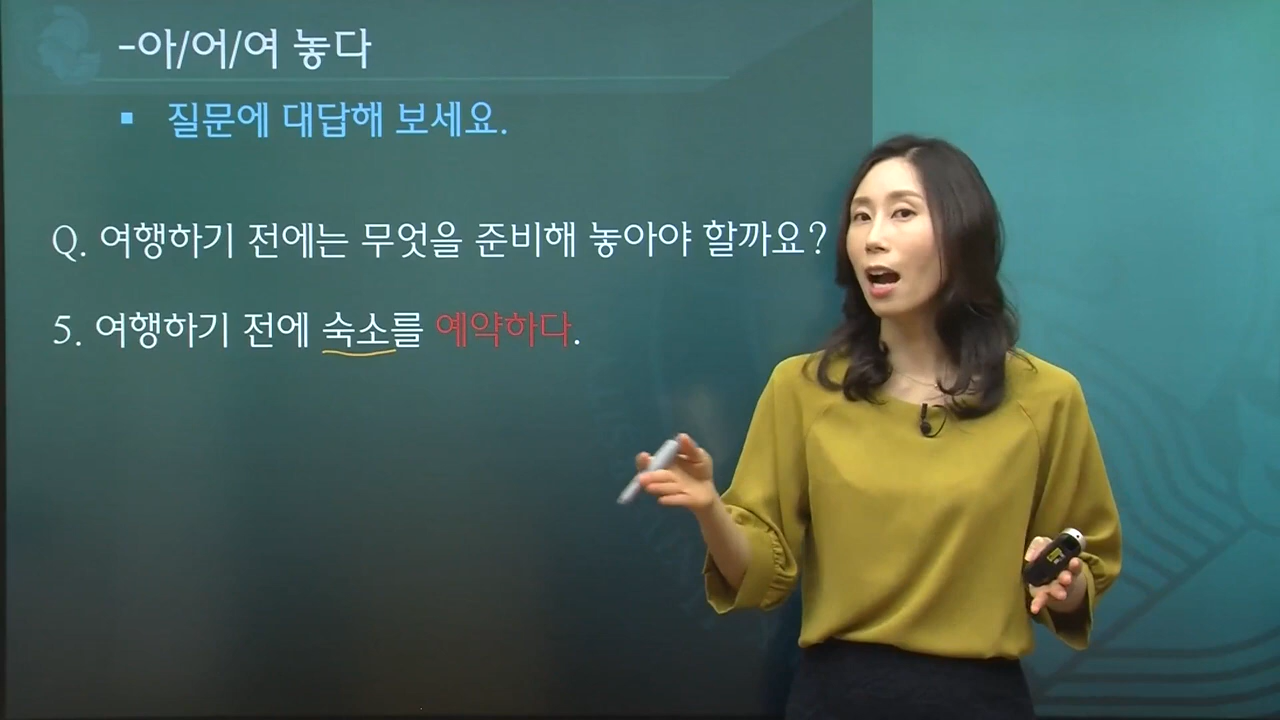 -아/어/여 놓다
▪ 질문에 대답해 보세요.
Q. 여행하기 전에는 무엇을 준비해 놓아야 할까요?
5. 여행하기 전에 숙소를 예약하다.